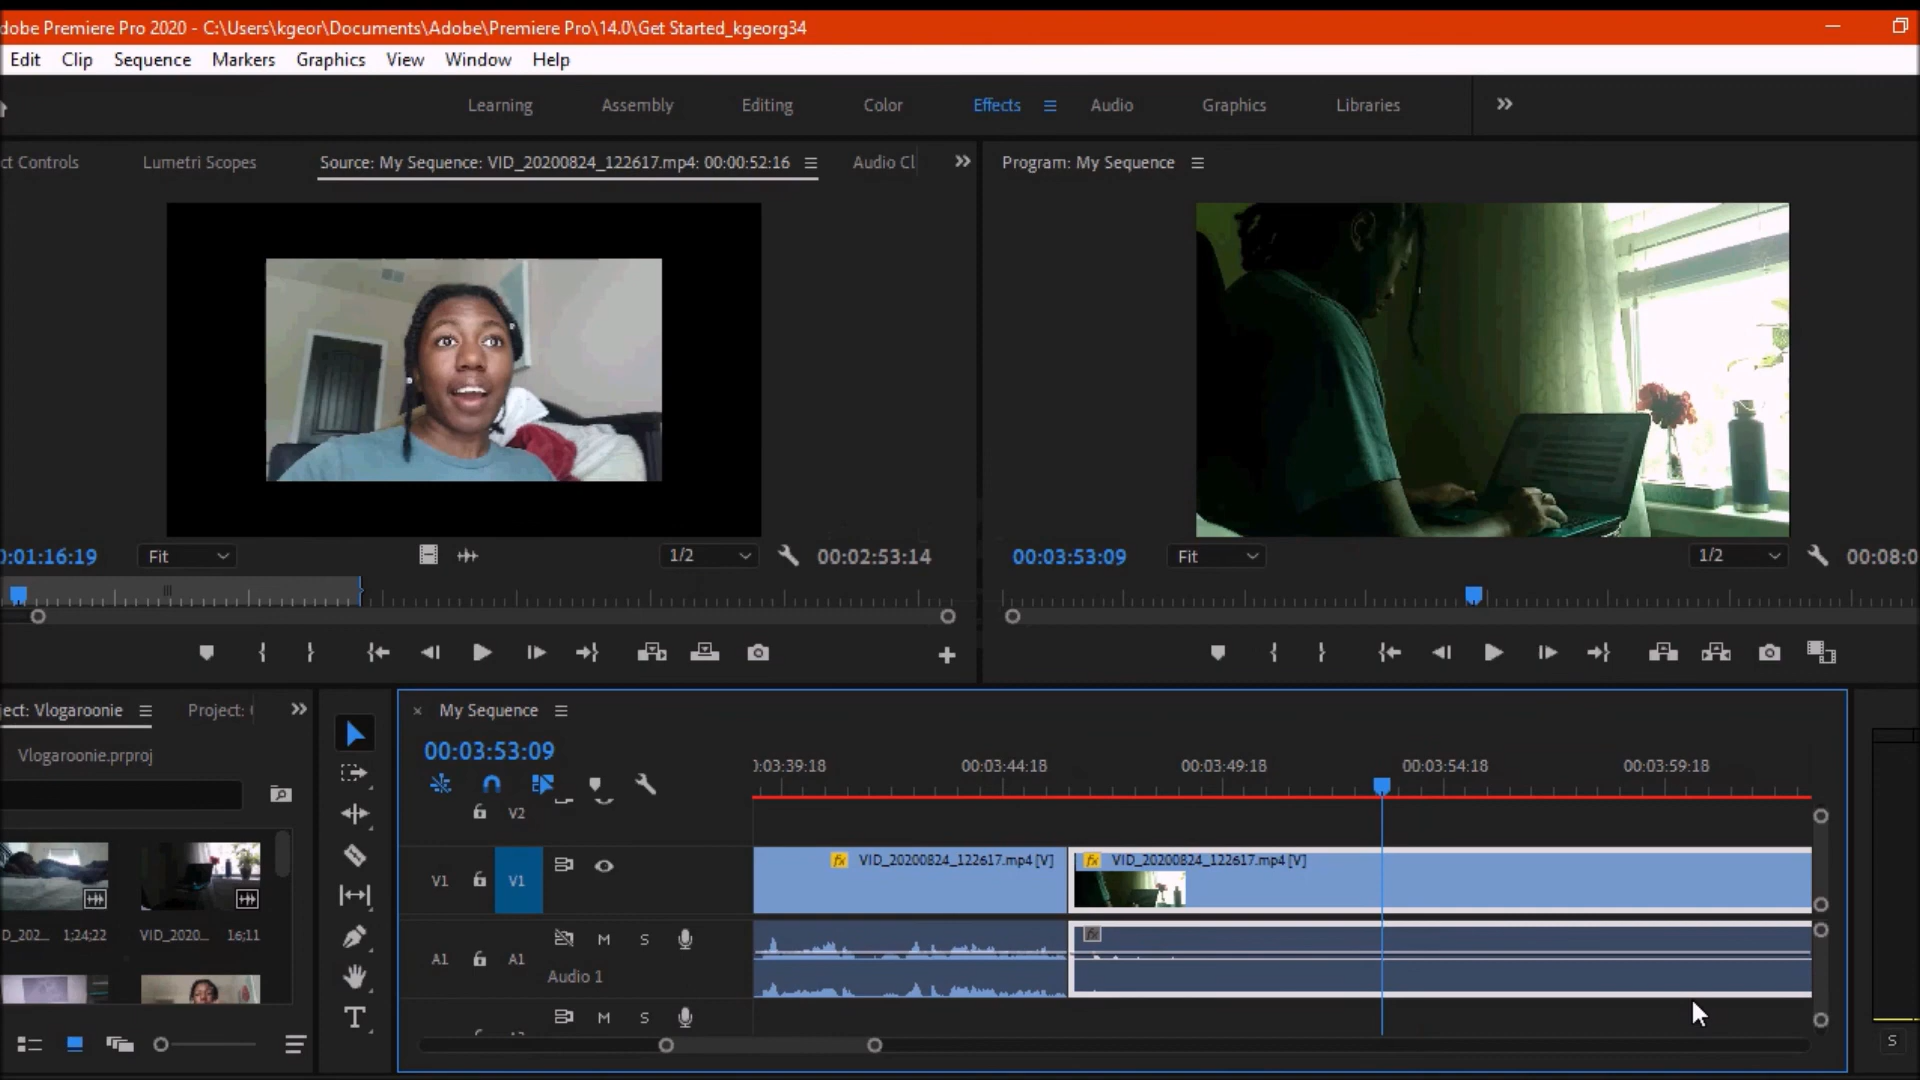 dobe Premiere Pro 2020 - C:\Users\kgeor\Documents\Adobe\Premiere Pro\14.0\Get Started_kgeorg34
Edit Clip Sequence Markers Graphics View Window Help
Learning Assembly Editing Color Effects Audio Graphics Libraries
ct Controls Lumetri Scopes Source: My Sequence: VID_20200824_122617.mp4: 00:00:52:16 Audio Cl Program: My Sequence
0:01:16:19 Fit 1/2 00:02:53:14 00:03:53:09 Fit 1/2 00:08:0
ject: Vlogaroonie Project: My Sequence
Vlogaroonie.prproj 00:03:53:09
):03:39:18 00:03:44:18 00:03:49:18 00:03:54:18 00:03:59:18
V2
VID_20200824_122617.mp4 [V] VID_20200824_122617.mp4 [V]
V1 V1
fx fx fx
D_202... 1;24;22 VID_2020... 16;11
A1 A1 M S
Audio 1
M S
T
S